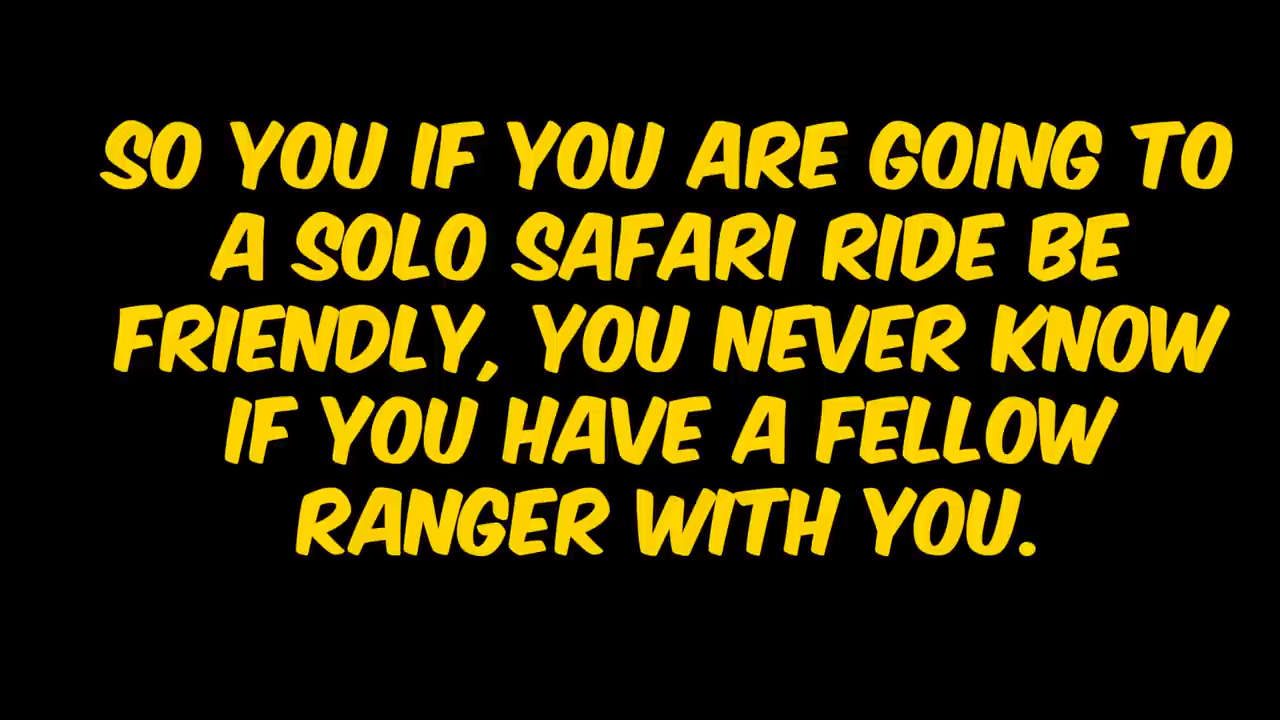 SO YOU IF YOU ARE GOING TO
A SOLO SAFARI RIDE BE
FRIENDLY, YOU NEVER KNOW
IF YOU HAVE A FELLOW
RANGER WITH YOU.